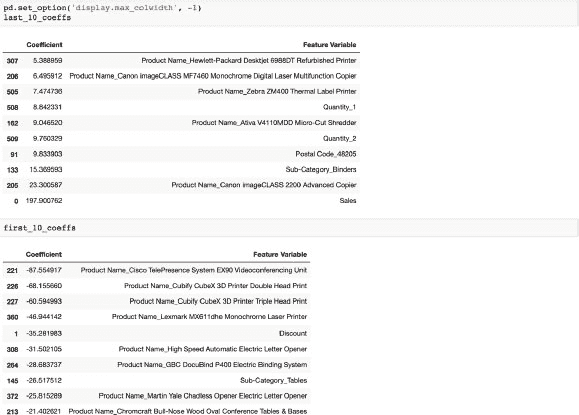 pd.set_option('display.max_colwidth', -1)
last_10_coeffs
Coefficient Feature Variable
307 5.388959 Product Name_Hewlett-Packard Deskjet 6988DT Refurbished Printer
206 6.495912 Product Name_Canon imageCLASS MF7460 Monochrome Digital Laser Multifunction Copier
505 7.474736 Product Name_Zebra ZM400 Thermal Label Printer
508 8.842331 Quantity_1
162 9.046520 Product Name_Ativa V4110MDD Micro-Cut Shredder
509 9.760329 Quantity_2
91 9.833903 Postal Code_48205
133 15.369593 Sub-Category_Binders
205 23.300587 Product Name_Canon imageCLASS 2200 Advanced Copier
0 197.900762 Sales
first_10_coeffs
Coefficient Feature Variable
221 -87.554917 Product Name_Cisco TelePresence System EX90 Videoconferencing Unit
226 -68.155660 Product Name_Cubify CubeX 3D Printer Double Head Print
227 -60.594993 Product Name_Cubify CubeX 3D Printer Triple Head Print
360 -46.944142 Product Name_Lexmark MX611dhe Monochrome Laser Printer
1 -35.281983 Discount
308 -31.502105 Product Name_High Speed Automatic Electric Letter Opener
264 -28.683737 Product Name_GBC DocuBind P400 Electric Binding System
145 -26.517512 Sub-Category_Tables
372 -25.815289 Product Name_Martin Yale Chadless Opener Electric Letter Opener
213 -21.402621 Product Name_Chromcraft Bull-Nose Wood Oval Conference Tables & Bases